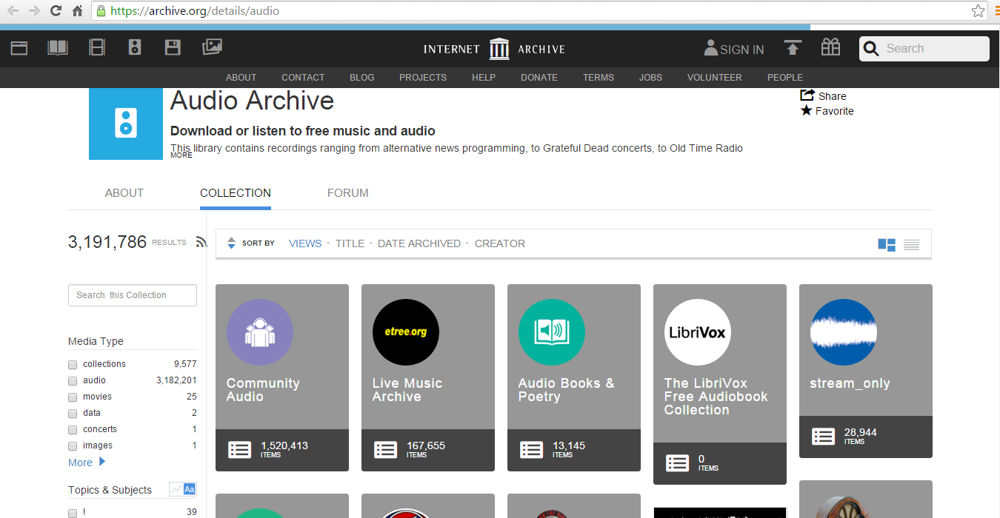 https://archive.org/details/audio
INTERNET ARCHIVE
SIGN IN
Search
ABOUT CONTACT BLOG PROJECTS HELP DONATE TERMS JOBS VOLUNTEER PEOPLE
Audio Archive
Share
Favorite
Download or listen to free music and audio
This library contains recordings ranging from alternative news programming, to Grateful Dead concerts, to Old Time Radio
MORE
ABOUT COLLECTION FORUM
3,191,786 RESULTS
SORT BY VIEWS · TITLE · DATE ARCHIVED · CREATOR
Search this Collection
Media Type
collections 9,577
audio 3,182,201
movies 25
data 2
concerts 1
images 1
More
Topics & Subjects
Aa
! 39
Community
Audio
1,520,413
ITEMS
etree.org
Live Music
Archive
167,655
ITEMS
Audio Books &
Poetry
13,145
ITEMS
LibriVox
The LibriVox
Free Audiobook
Collection
0
ITEMS
stream_only
28,944
ITEMS